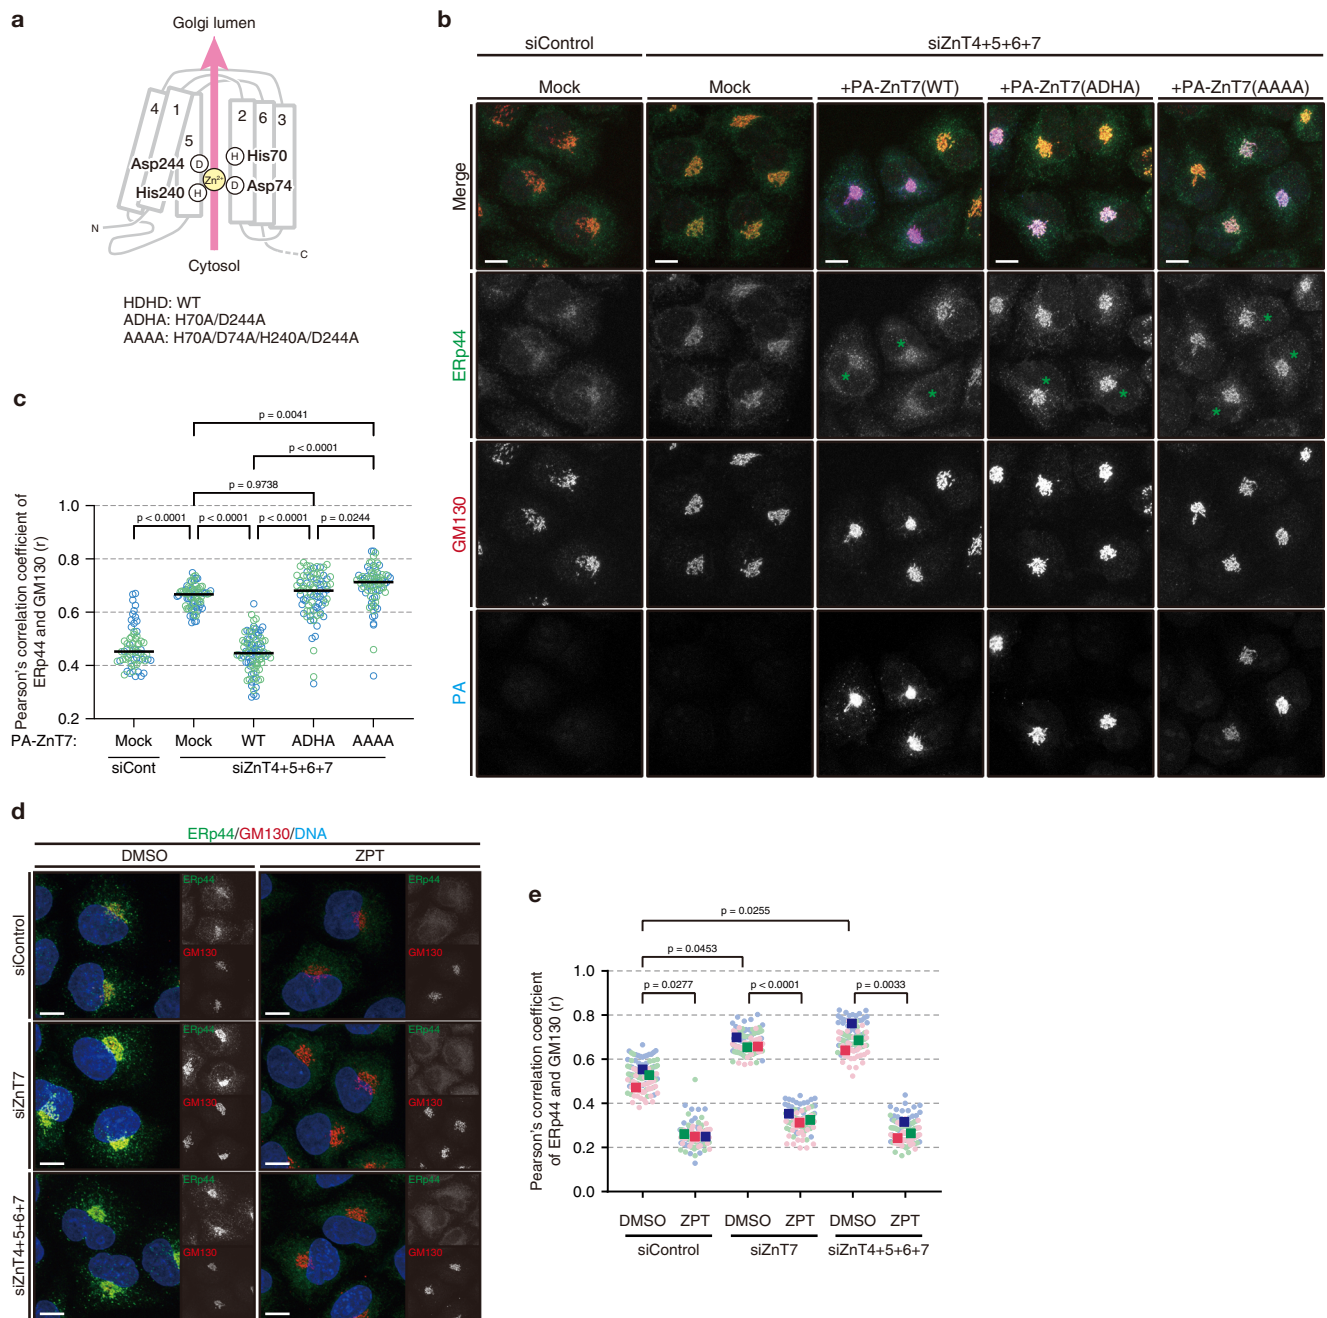 a
Golgi lumen
4
1
5
2
6
3
Asp244
D
H
His70
Zn²⁺
His240
H
D
Asp74
N
C
Cytosol
HDHD: WT
ADHA: H70A/D244A
AAAA: H70A/D74A/H240A/D244A
b
siControl
siZnT4+5+6+7
Mock
Mock
+PA-ZnT7(WT)
+PA-ZnT7(ADHA)
+PA-ZnT7(AAAA)
Merge
ERp44
* * * * * * * *
GM130
PA
c
p = 0.0041
p < 0.0001
p = 0.9738
p < 0.0001
p < 0.0001
p < 0.0001
p = 0.0244
Pearson's correlation coefficient of
ERp44 and GM130 (r)
1.0
0.8
0.6
0.4
0.2
PA-ZnT7:
Mock
Mock
WT
ADHA
AAAA
siCont
siZnT4+5+6+7
d
ERp44/GM130/DNA
DMSO
ZPT
siControl
ERp44
GM130
ERp44
GM130
siZnT7
ERp44
GM130
ERp44
GM130
siZnT4+5+6+7
ERp44
GM130
ERp44
GM130
e
p = 0.0255
p = 0.0453
p = 0.0277
p < 0.0001
p = 0.0033
Pearson's correlation coefficient
of ERp44 and GM130 (r)
1.0
0.8
0.6
0.4
0.2
0.0
DMSO
ZPT
DMSO
ZPT
DMSO
ZPT
siControl
siZnT7
siZnT4+5+6+7